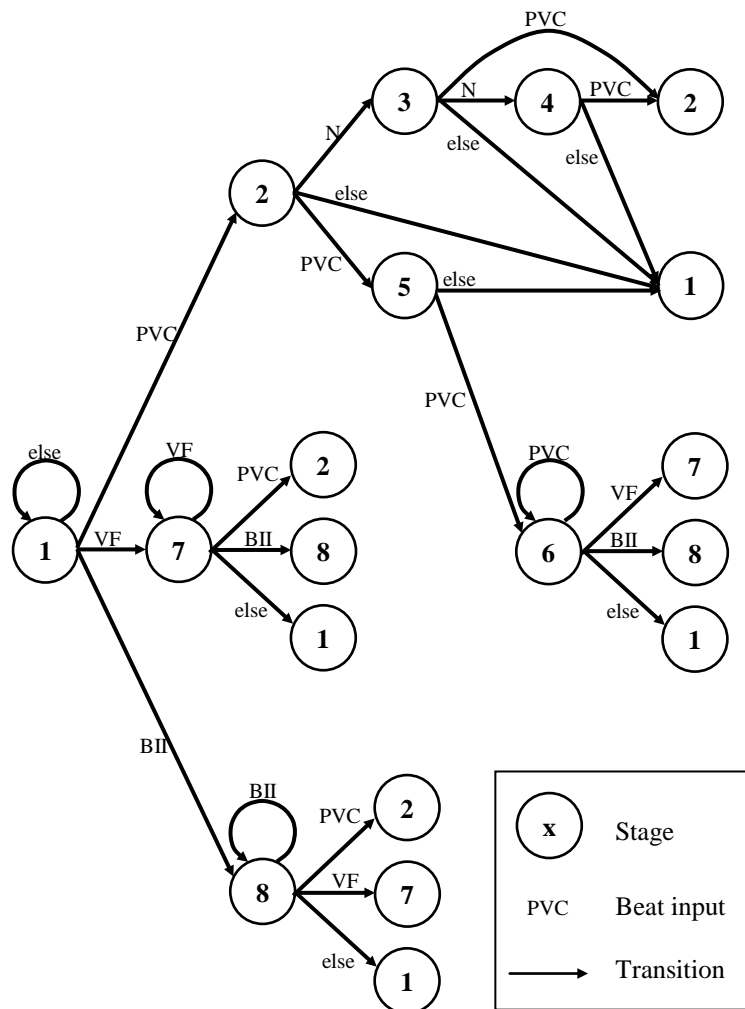 PVC
3
N
4
PVC
2
N
else
else
2
else
PVC
5
else
1
PVC
PVC
else
VF
PVC
2
PVC
VF
7
1
VF
7
BII
8
6
BII
8
else
1
else
1
BII
BII
PVC
2
8
VF
7
else
1
x
Stage
PVC
Beat input
Transition